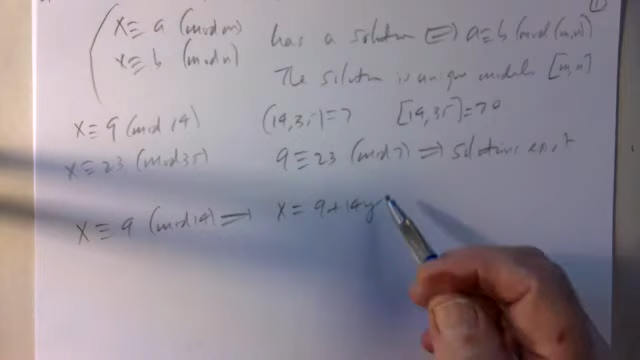 x ≡ a (mod m) has a solution ⟺ a ≡ b (mod (m,n))
x ≡ b (mod n) The solution is unique modulo [m,n]
x ≡ 9 (mod 14) (14,35)=7 [14,35]=70
x ≡ 23 (mod 35) 9 ≡ 23 (mod 7) ⟹ solutions exist
x ≡ 9 (mod 14) ⟹ x = 9+14y